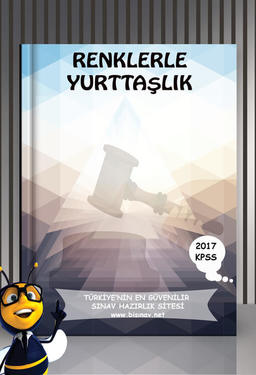 RENKLERLE
YURTTAŞLIK
2017
KPSS
TÜRKİYE'NİN EN GÜVENİLİR
SINAV HAZIRLIK SİTESİ
www.bisinav.net